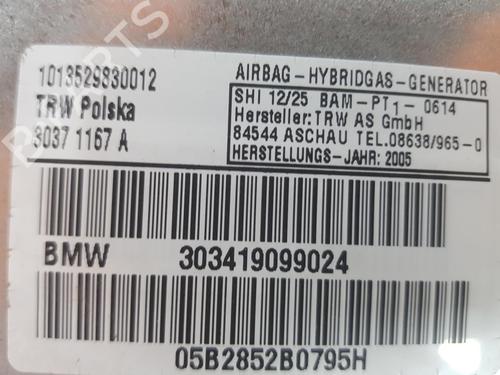 1013529830012
TRW Polska
3037 1167 A
AIRBAG-HYBRIDGAS-GENERATOR
SHI 12/25 BAM-PT1-0614
Hersteller:TRW AS GmbH
84544 ASCHAU TEL.08638/965-0
HERSTELLUNGS-JAHR: 2005
BMW 303419099024
05B2852B0795H